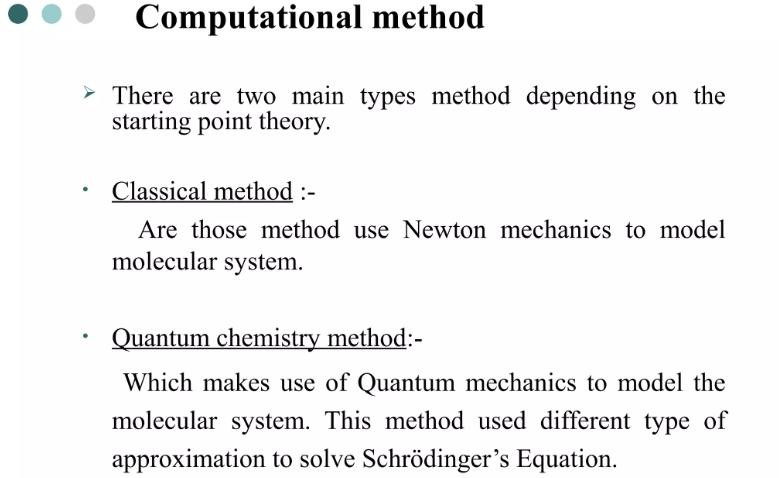 Computational method
There are two main types method depending on the
starting point theory.
Classical method :-
Are those method use Newton mechanics to model
molecular system.
Quantum chemistry method:-
Which makes use of Quantum mechanics to model the
molecular system. This method used different type of
approximation to solve Schrödinger’s Equation.